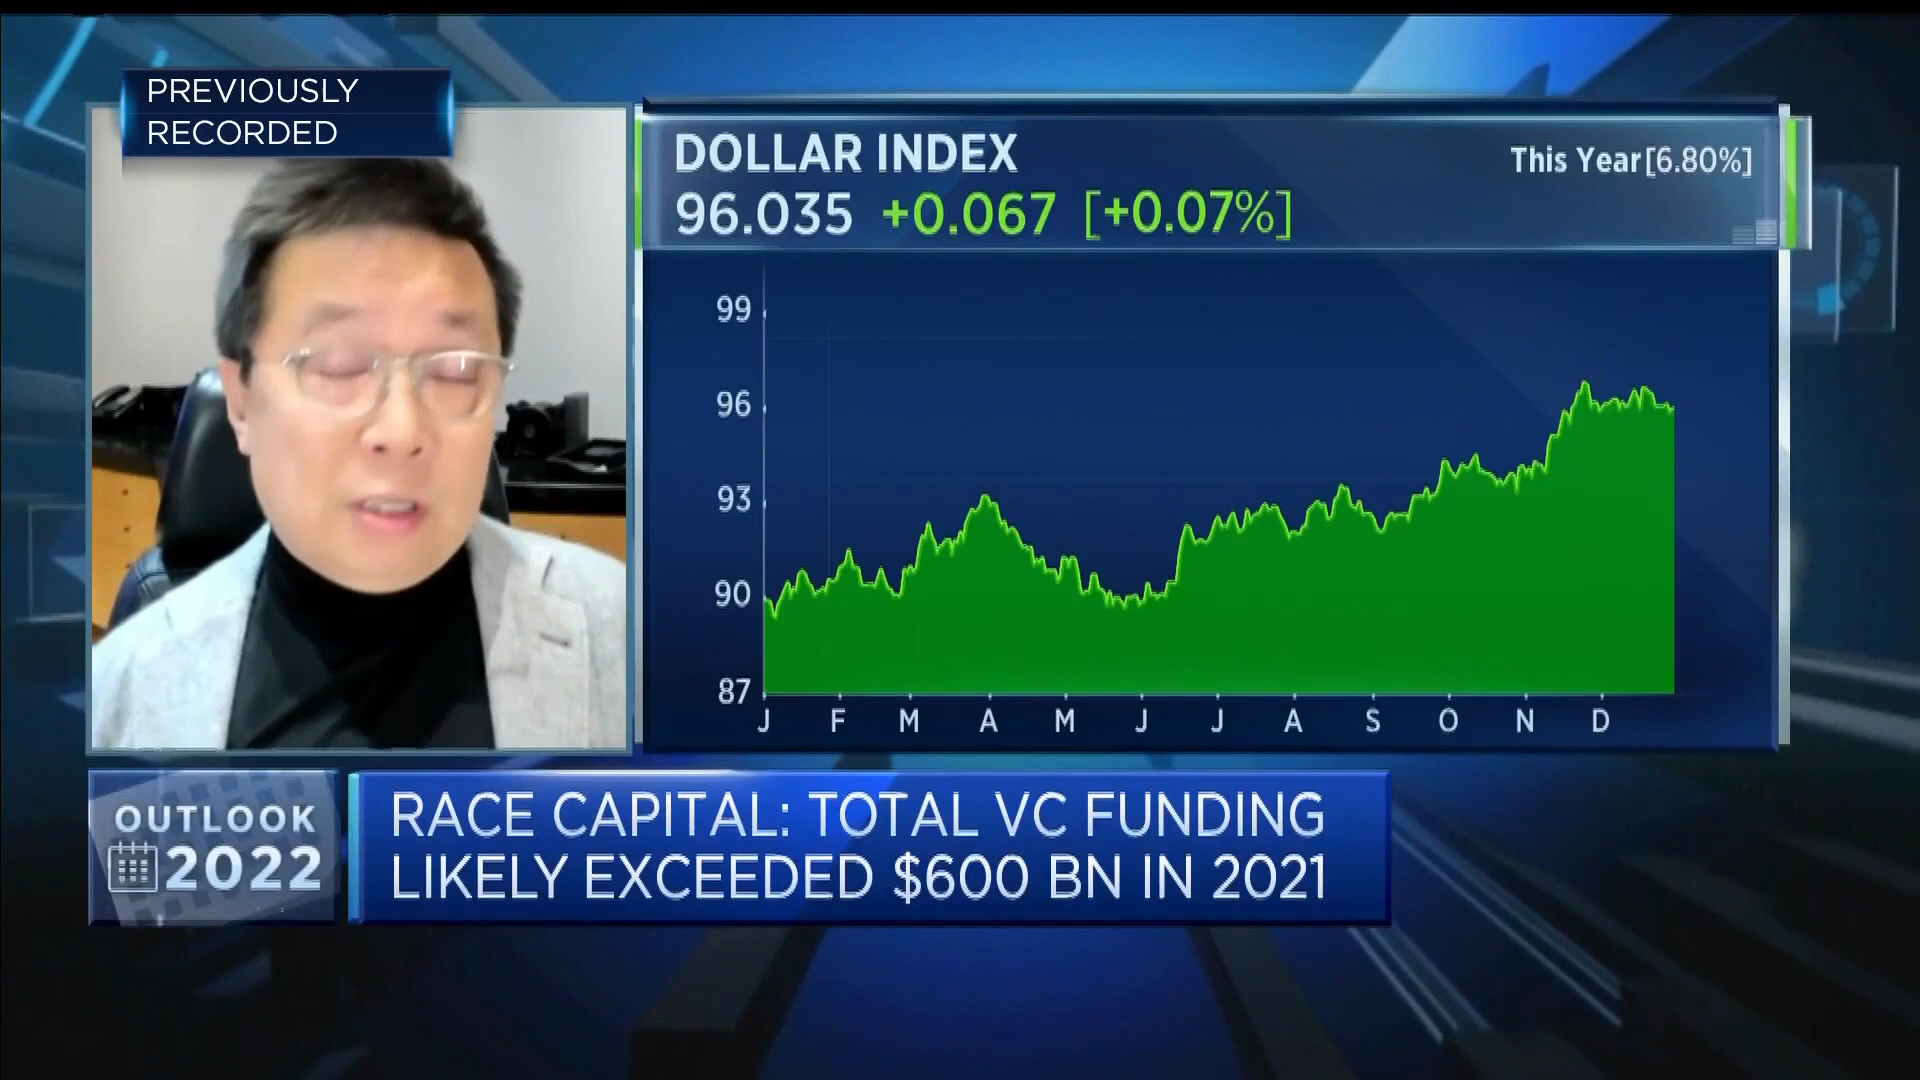 PREVIOUSLY
RECORDED
DOLLAR INDEX
This Year[6.80%]
96.035 +0.067 [+0.07%]
99
96
93
90
87
J F M A M J J A S O N D
OUTLOOK
2022
RACE CAPITAL: TOTAL VC FUNDING
LIKELY EXCEEDED $600 BN IN 2021